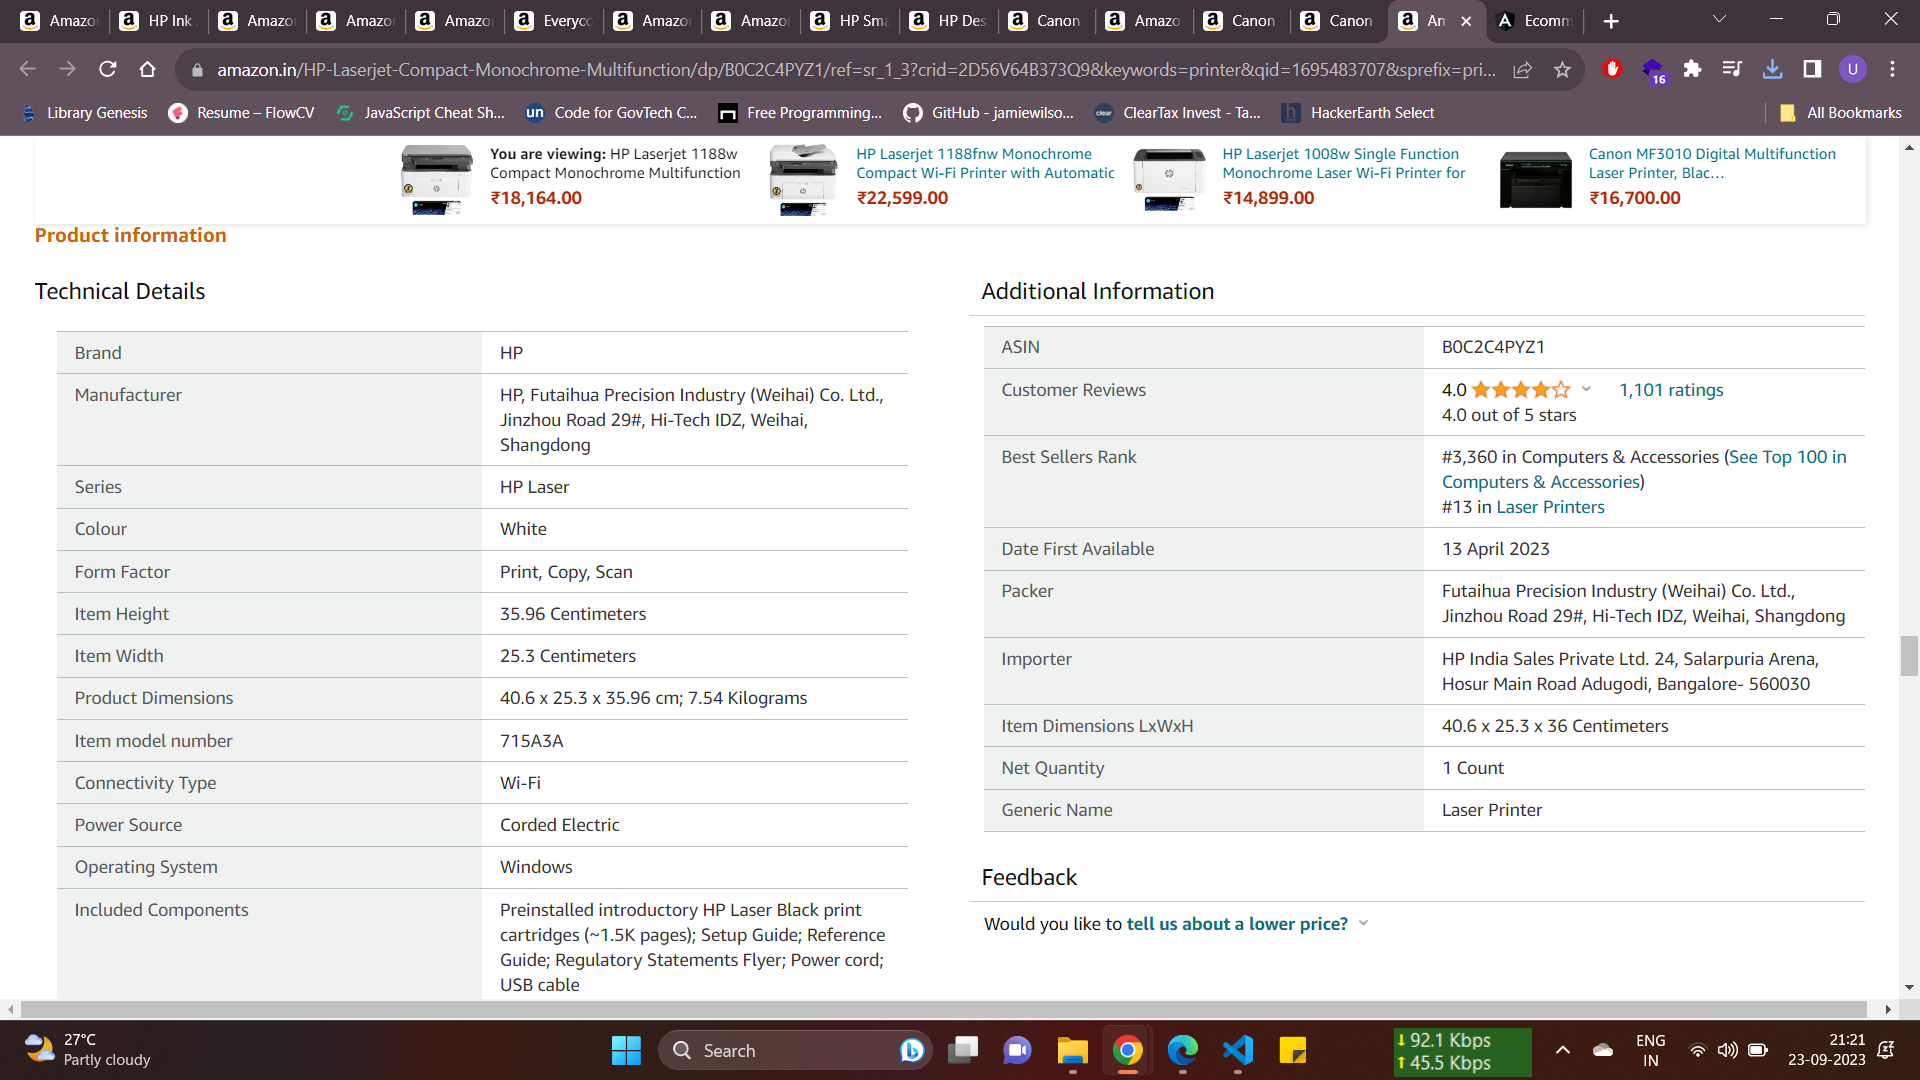 Amazo
HP Ink
Amazo
Amazo
Amazo
Everyco
Amazo
Amazo
HP Sma
HP Des
Canon
Amazo
Canon
Canon
Am
Ecomm
amazon.in/HP-Laserjet-Compact-Monochrome-Multifunction/dp/B0C2C4PYZ1/ref=sr_1_3?crid=2D56V64B373Q9&keywords=printer&qid=1695483707&sprefix=pri...
16
U
Library Genesis
Resume – FlowCV
JavaScript Cheat Sh...
un
Code for GovTech C...
Free Programming...
GitHub - jamiewilso...
clear
ClearTax Invest - Ta...
h
HackerEarth Select
All Bookmarks
You are viewing: HP Laserjet 1188w
Compact Monochrome Multifunction
₹18,164.00
HP Laserjet 1188fnw Monochrome
Compact Wi-Fi Printer with Automatic
₹22,599.00
HP Laserjet 1008w Single Function
Monochrome Laser Wi-Fi Printer for
₹14,899.00
Canon MF3010 Digital Multifunction
Laser Printer, Blac...
₹16,700.00
Product information
Technical Details
Brand
HP
Manufacturer
HP, Futaihua Precision Industry (Weihai) Co. Ltd.,
Jinzhou Road 29#, Hi-Tech IDZ, Weihai,
Shangdong
Series
HP Laser
Colour
White
Form Factor
Print, Copy, Scan
Item Height
35.96 Centimeters
Item Width
25.3 Centimeters
Product Dimensions
40.6 x 25.3 x 35.96 cm; 7.54 Kilograms
Item model number
715A3A
Connectivity Type
Wi-Fi
Power Source
Corded Electric
Operating System
Windows
Included Components
Preinstalled introductory HP Laser Black print
cartridges (~1.5K pages); Setup Guide; Reference
Guide; Regulatory Statements Flyer; Power cord;
USB cable
Additional Information
ASIN
B0C2C4PYZ1
Customer Reviews
4.0
1,101 ratings
4.0 out of 5 stars
Best Sellers Rank
#3,360 in Computers & Accessories (See Top 100 in
Computers & Accessories)
#13 in Laser Printers
Date First Available
13 April 2023
Packer
Futaihua Precision Industry (Weihai) Co. Ltd.,
Jinzhou Road 29#, Hi-Tech IDZ, Weihai, Shangdong
Importer
HP India Sales Private Ltd. 24, Salarpuria Arena,
Hosur Main Road Adugodi, Bangalore- 560030
Item Dimensions LxWxH
40.6 x 25.3 x 36 Centimeters
Net Quantity
1 Count
Generic Name
Laser Printer
Feedback
Would you like to tell us about a lower price?
27°C
Partly cloudy
Search
92.1 Kbps
45.5 Kbps
ENG
IN
21:21
23-09-2023